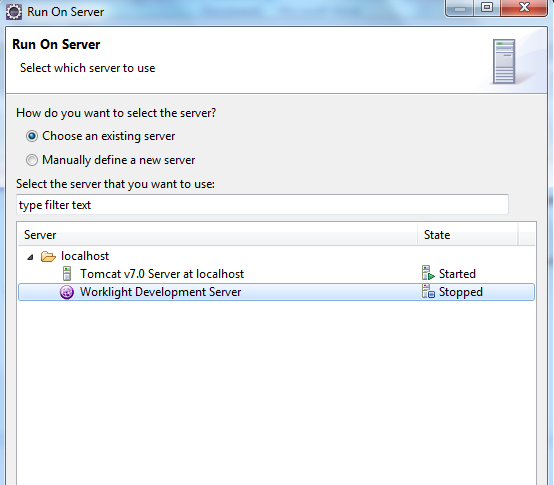 Run On Server
Run On Server
Select which server to use
How do you want to select the server?
Choose an existing server
Manually define a new server
Select the server that you want to use:
type filter text
Server State
localhost
Tomcat v7.0 Server at localhost Started
Worklight Development Server Stopped